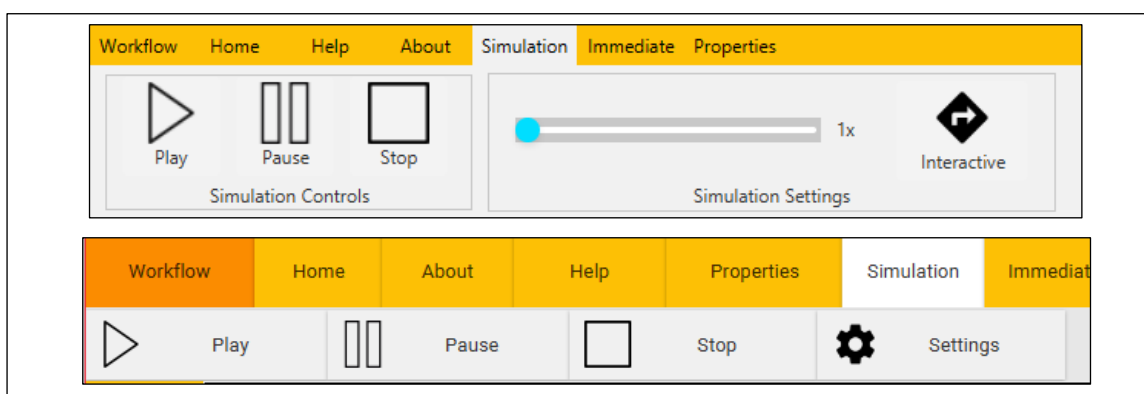 Workflow Home Help About Simulation Immediate Properties
1x
Play Pause Stop Interactive
Simulation Controls Simulation Settings
Workflow Home About Help Properties Simulation Immediat
Play Pause Stop Settings